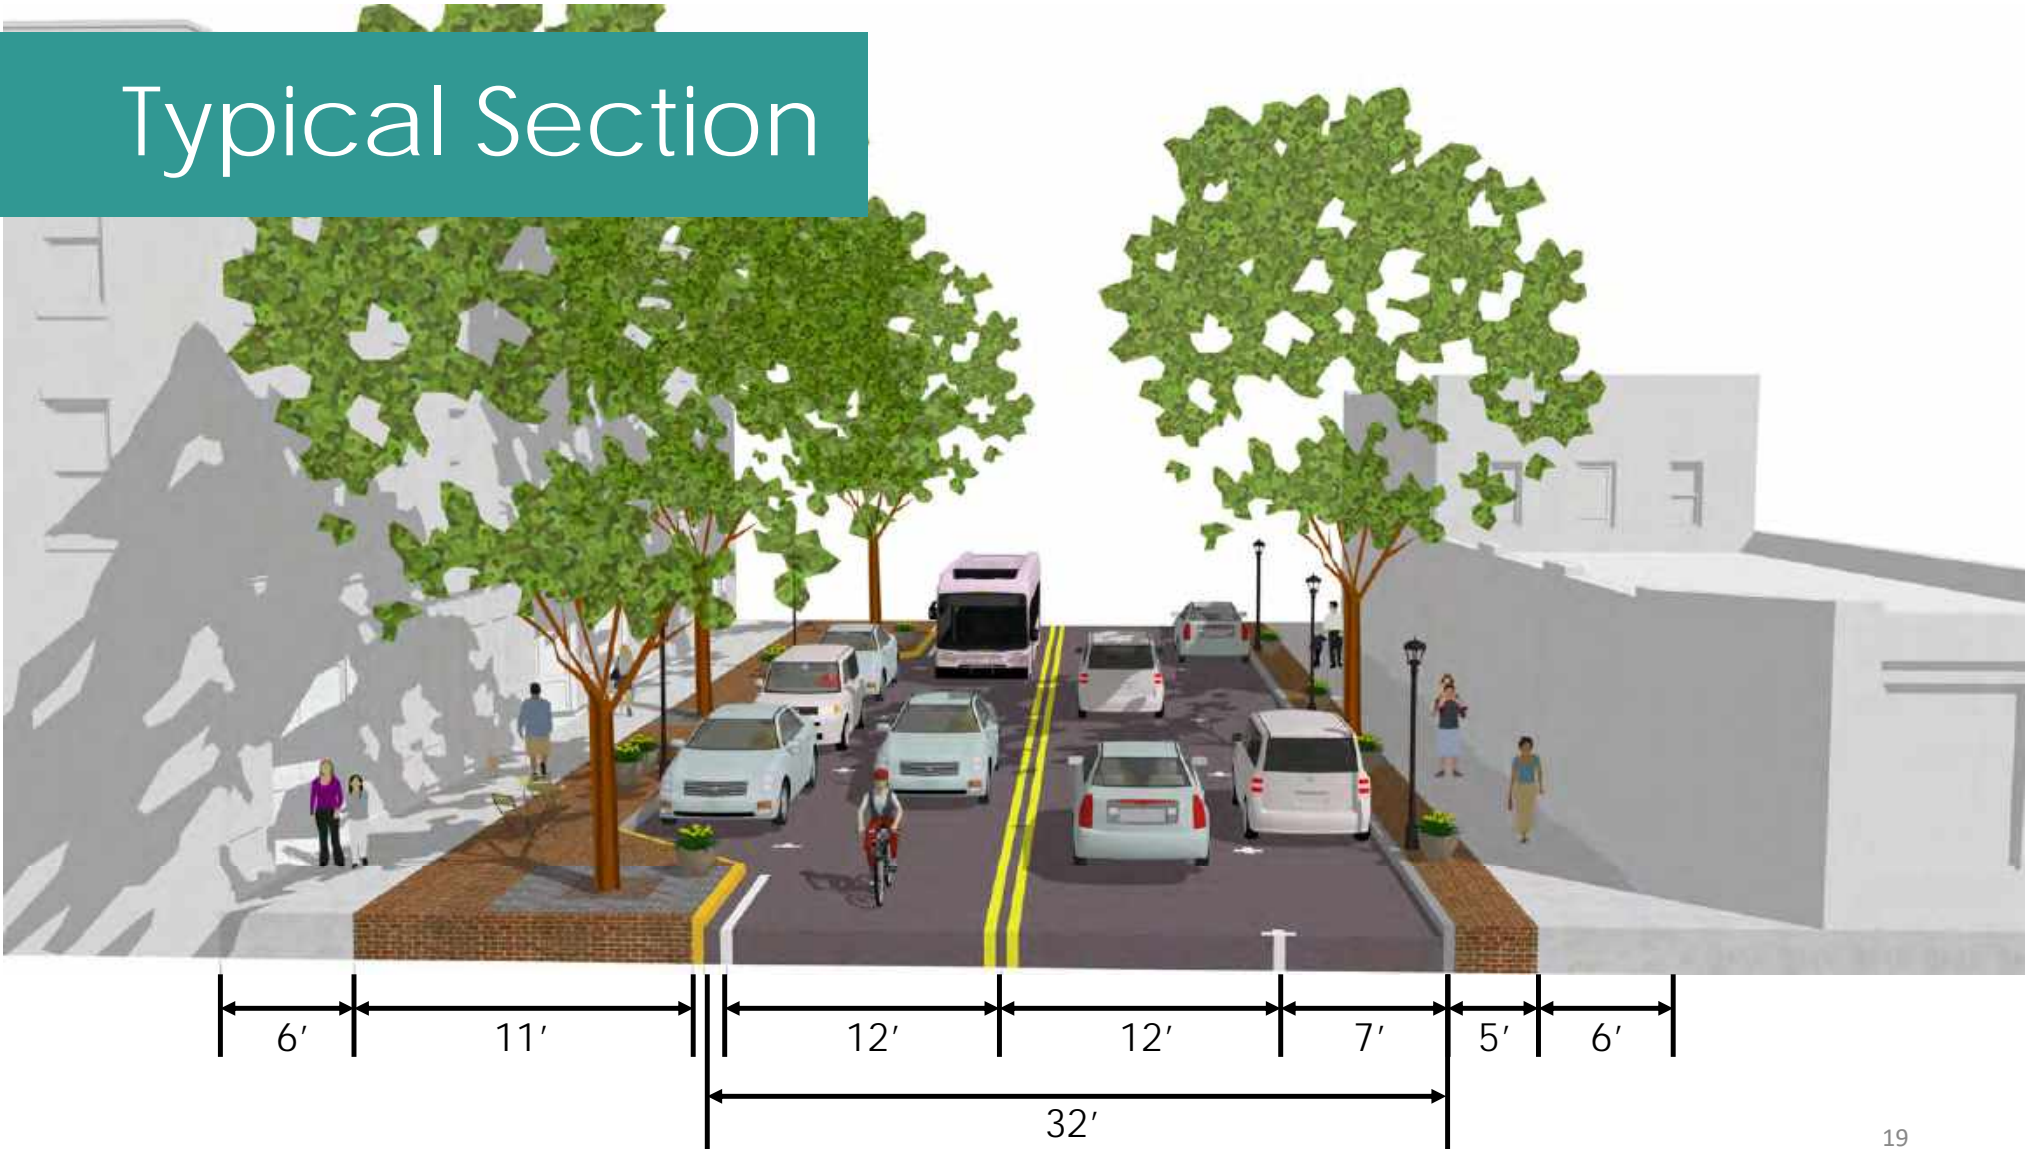 Typical Section
6’ 11’ 12’ 12’ 7’ 5’ 6’
32’
19